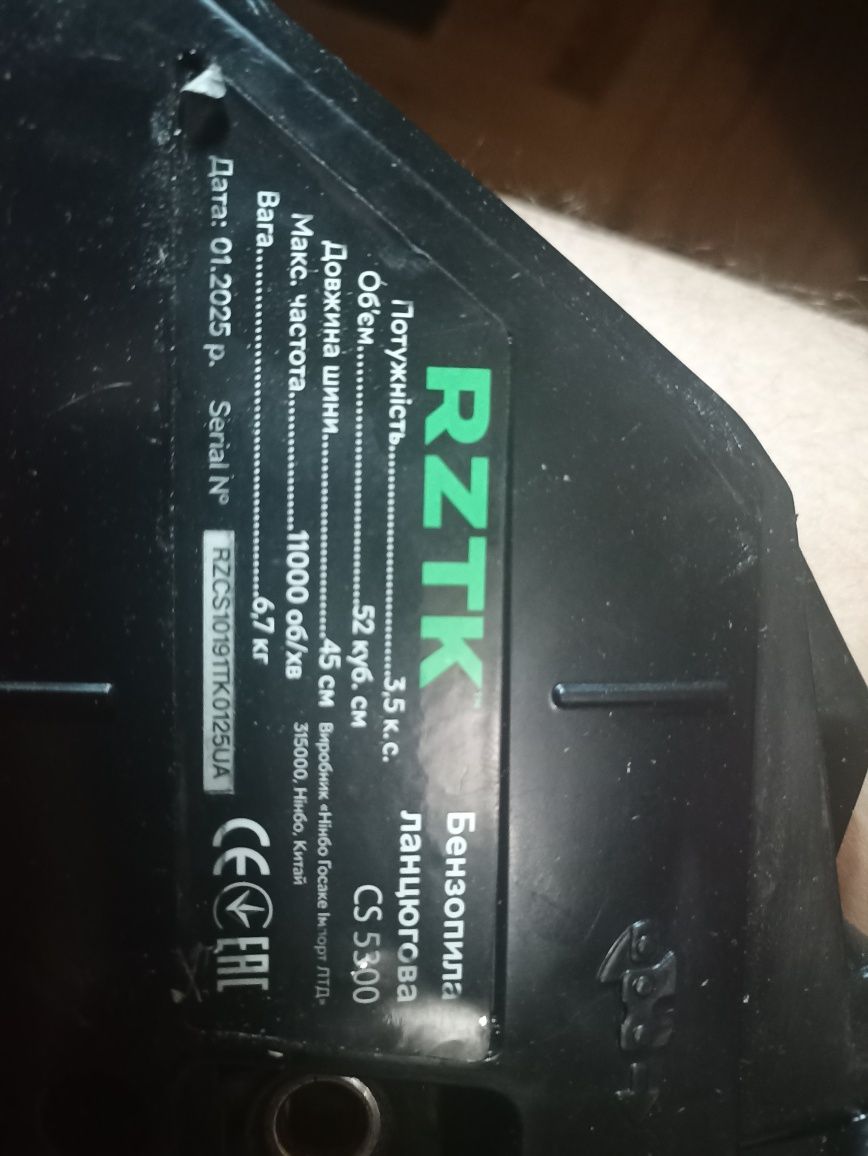 RZTK™
Бензопила
ланцюгова
CS 5300
Потужність..............................3,5 к.с.
Об'єм..............................52 куб. см
Довжина шини..............................45 см
Макс. частота..............................11000 об/хв
Вага..............................6,7 кг
Виробник «Нінбо Госаке Імпорт ЛТД»
315000, Нінбо, Китай
Дата: 01.2025 р. Serial № RZCS10191TK0125UA
CE EAC